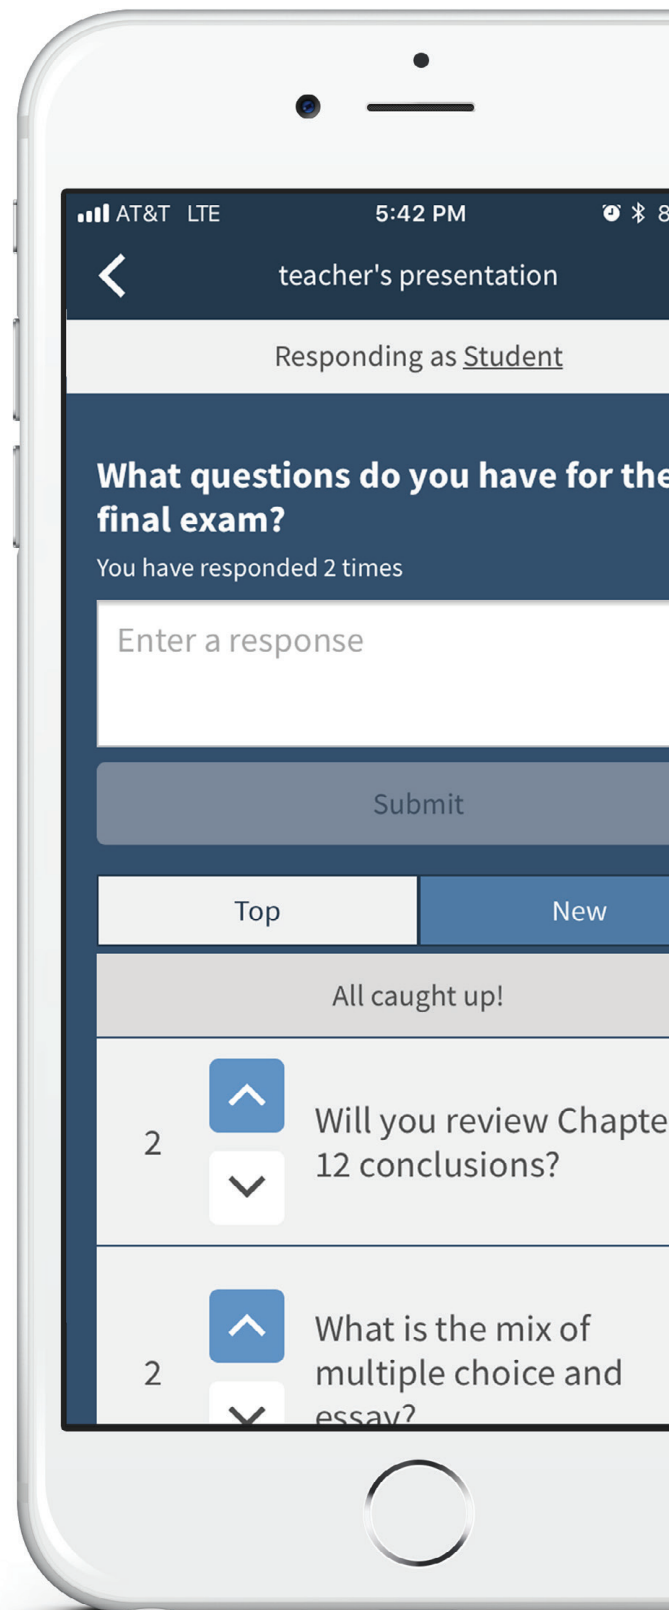 AT&T LTE 5:42 PM 8
teacher's presentation
Responding as Student
What questions do you have for the
final exam?
You have responded 2 times
Enter a response
Submit
Top New
All caught up!
2
Will you review Chapte
12 conclusions?
2
What is the mix of
multiple choice and
essay?